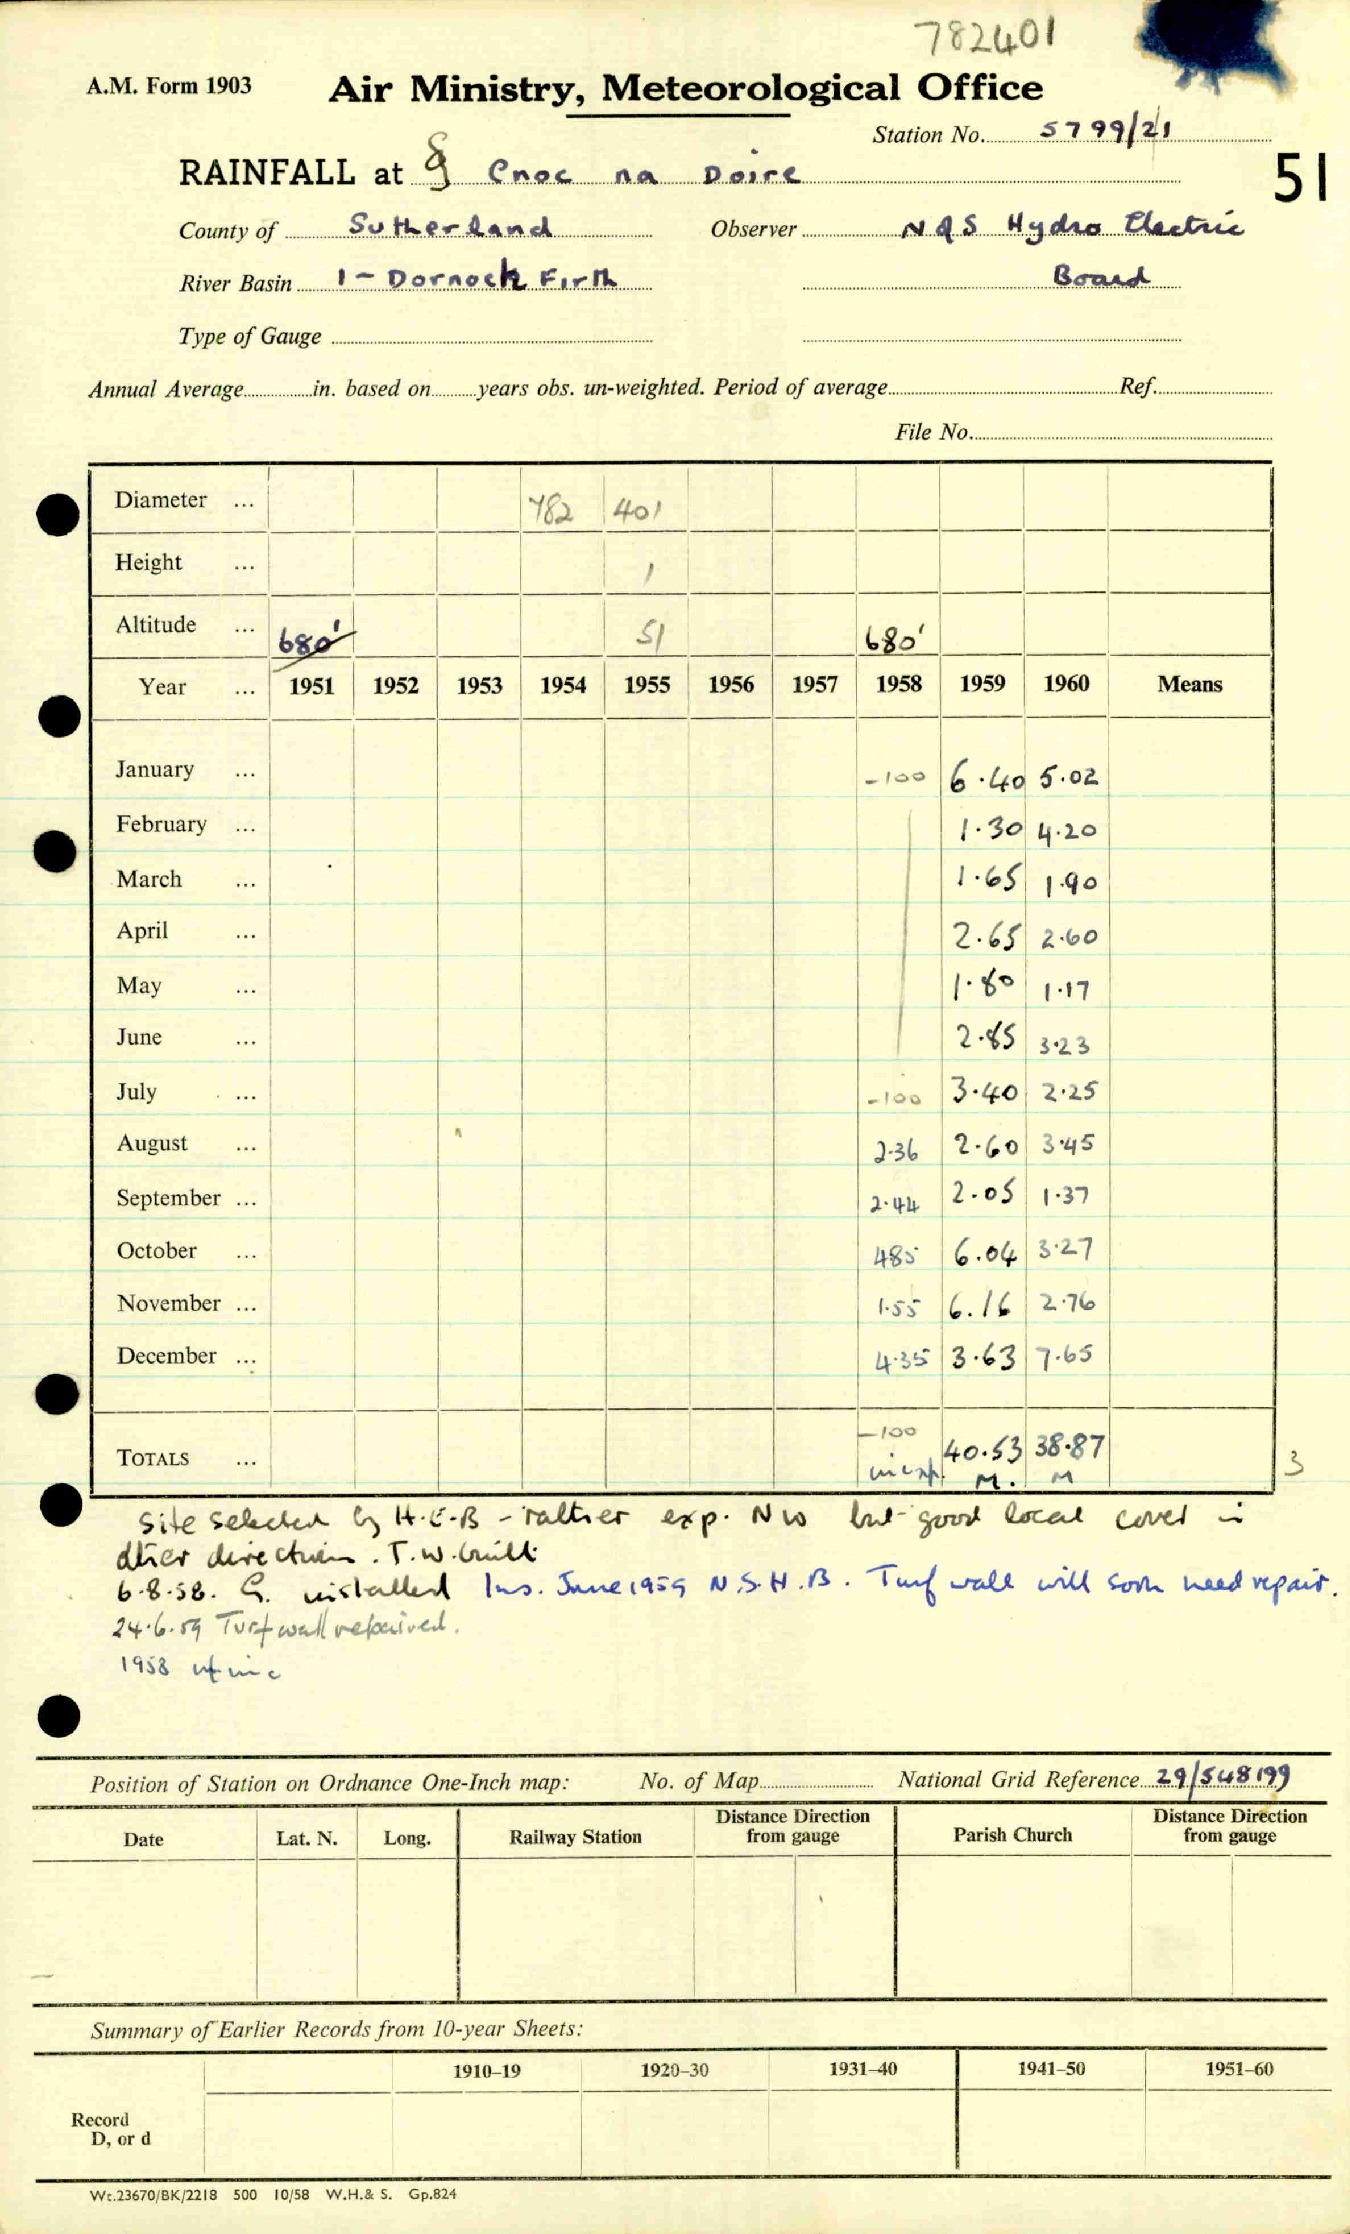 782401
A.M. Form 1903 Air Ministry, Meteorological Office
Station No. 5799/21
RAINFALL at Cnoc na Doire 51
County of Sutherland Observer N of S Hydro Electric
River Basin 1 - Dornock Firth Board
Type of Gauge
Annual Average in. based on years obs. un-weighted. Period of average Ref.
File No.
Diameter ... 782 401
Height ... 1
Altitude ... 680' 51 680'
Year ... 1951 1952 1953 1954 1955 1956 1957 1958 1959 1960 Means
January ... -100 6.40 5.02
February ... 1.30 4.20
March ... 1.65 1.90
April ... 2.65 2.60
May ... 1.80 1.17
June ... 2.85 3.23
July ... -100 3.40 2.25
August ... 2.36 2.60 3.45
September ... 2.44 2.05 1.37
October ... 485 6.04 3.27
November ... 1.55 6.16 2.76
December ... 4.35 3.63 7.65
-100
TOTALS ... 40.53 38.87 3
M. M
Site selected by H.E.B - rather exp. NW but good local cover in
other direction. T.W.
6.8.58. G. installed Ins. June 1959 N.S.H.B. Turf wall will soon need repair.
24.6.59 Turf wall repaired.
1958
Position of Station on Ordnance One-Inch map: No. of Map National Grid Reference 29/548199
Date Lat. N. Long. Railway Station Distance Direction from gauge Parish Church Distance Direction from gauge
Summary of Earlier Records from 10-year Sheets:
1910–19 1920–30 1931–40 1941–50 1951–60
Record
D, or d
Wt.23670/BK/2218 500 10/58 W.H.& S. Gp.824